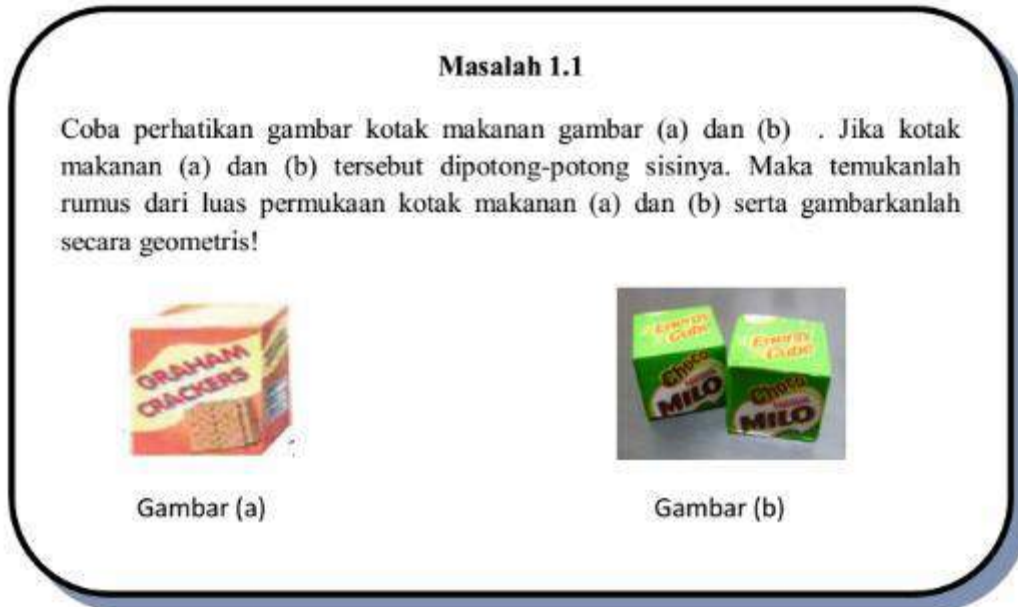 Masalah 1.1
Coba perhatikan gambar kotak makanan gambar (a) dan (b) . Jika kotak
makanan (a) dan (b) tersebut dipotong-potong sisinya. Maka temukanlah
rumus dari luas permukaan kotak makanan (a) dan (b) serta gambarkanlah
secara geometris!
GRAHAM
CRACKERS
Energy
Cube
Choco
MILO
Energy
Cube
Choco
MILO
Gambar (a)
Gambar (b)